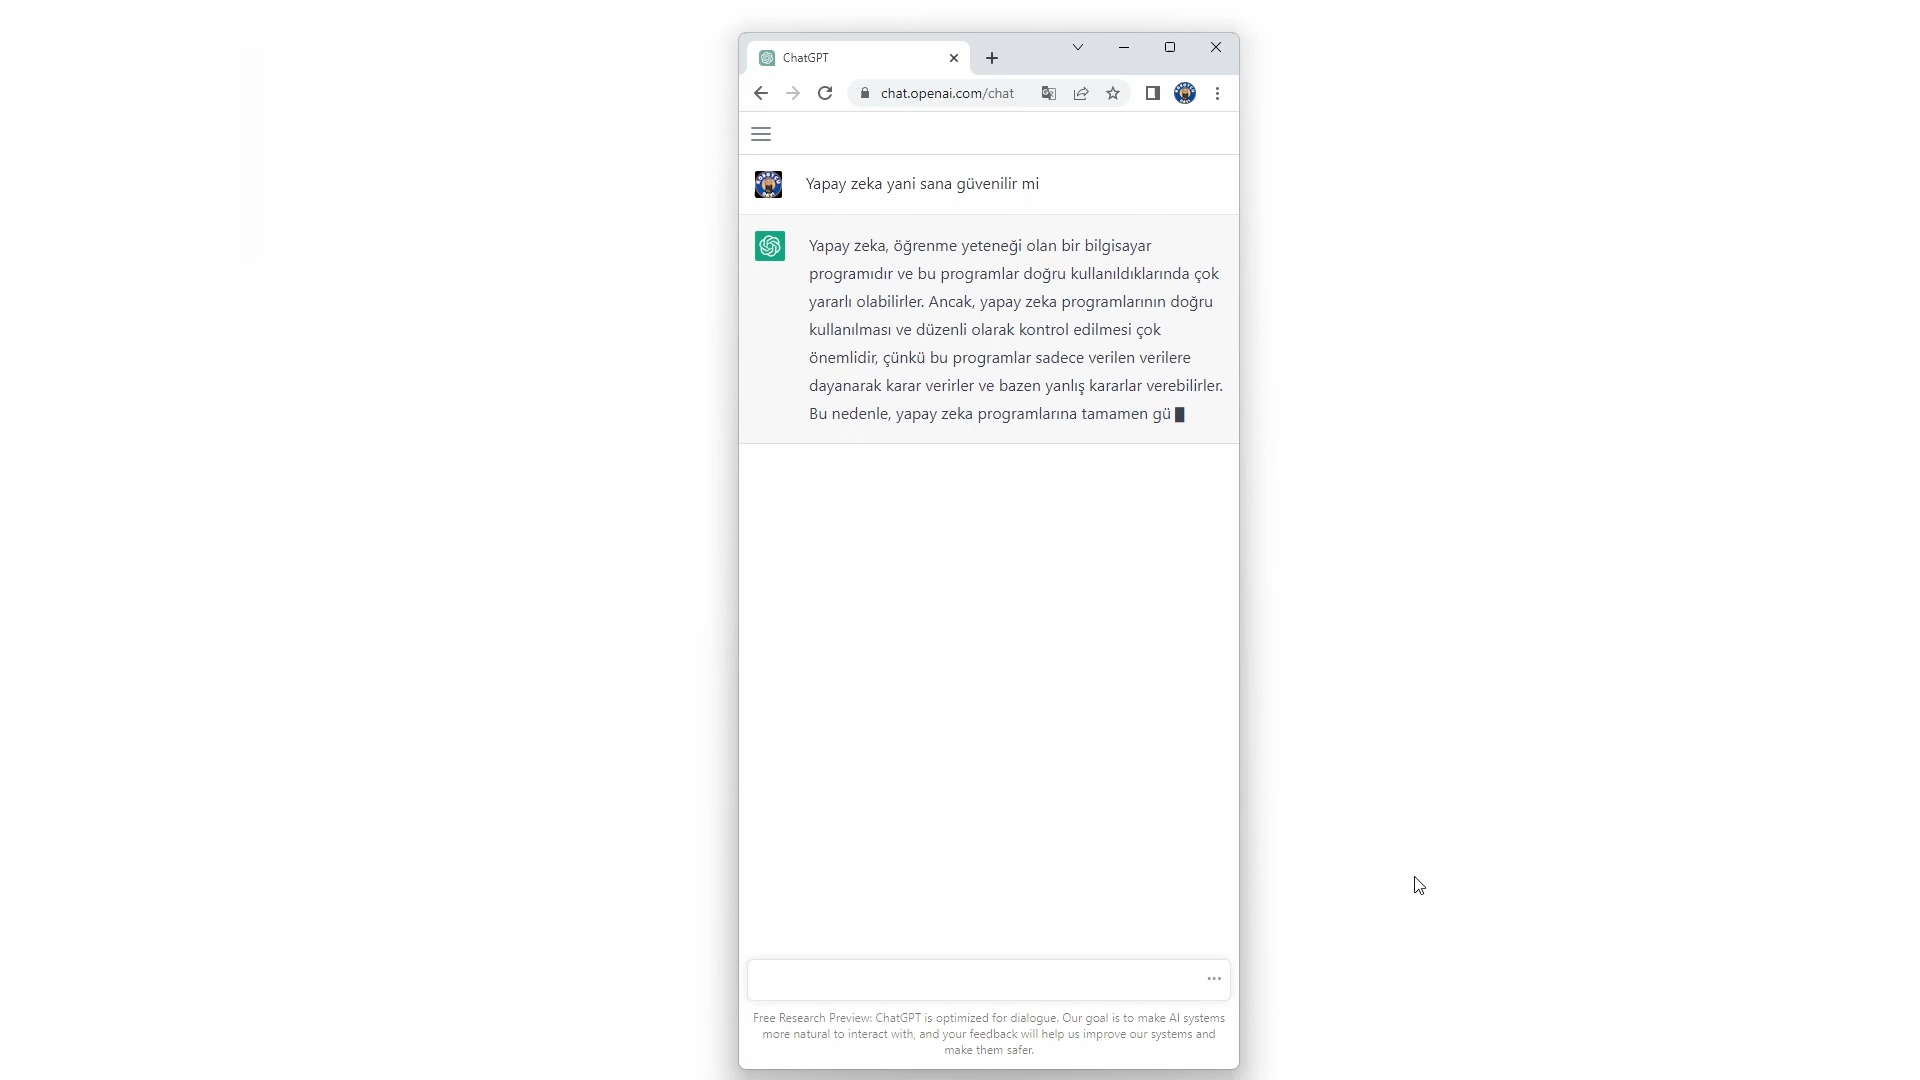 ChatGPT
chat.openai.com/chat
Yapay zeka yani sana güvenilir mi
Yapay zeka, öğrenme yeteneği olan bir bilgisayar
programıdır ve bu programlar doğru kullanıldıklarında çok
yararlı olabilirler. Ancak, yapay zeka programlarının doğru
kullanılması ve düzenli olarak kontrol edilmesi çok
önemlidir, çünkü bu programlar sadece verilen verilere
dayanarak karar verirler ve bazen yanlış kararlar verebilirler.
Bu nedenle, yapay zeka programlarına tamamen gü
Free Research Preview: ChatGPT is optimized for dialogue. Our goal is to make AI systems
more natural to interact with, and your feedback will help us improve our systems and
make them safer.